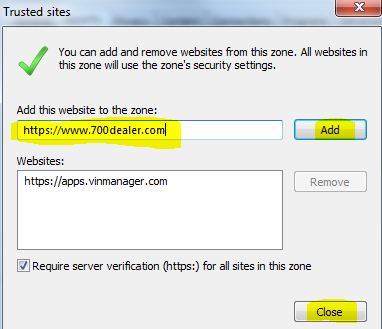 Trusted sites
You can add and remove websites from this zone. All websites in
this zone will use the zone's security settings.
Add this website to the zone:
https://www.700dealer.com
Add
Websites:
https://apps.vinmanager.com
Remove
Require server verification (https:) for all sites in this zone
Close